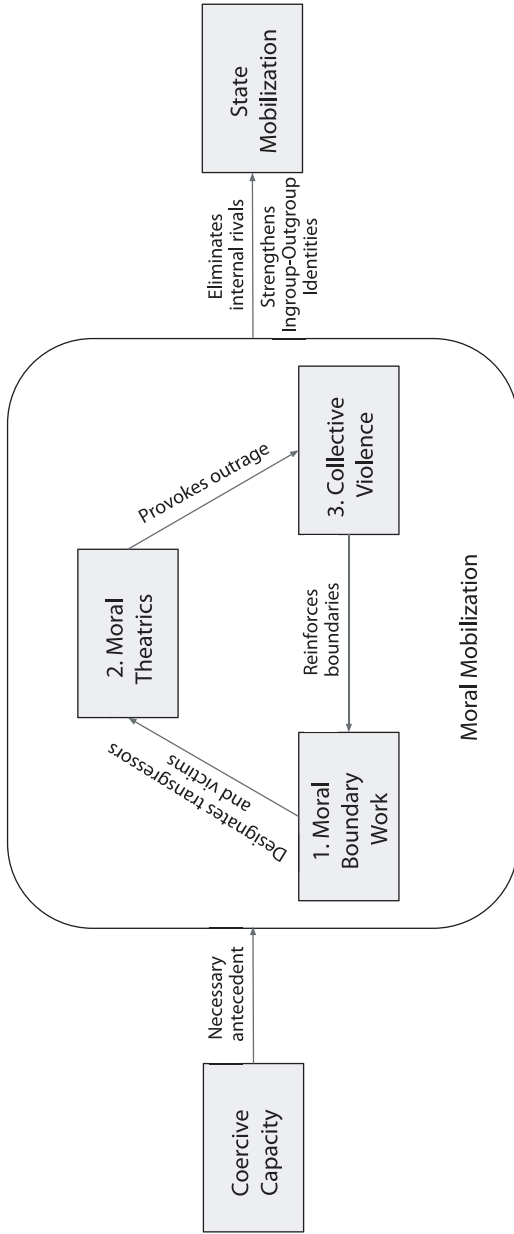 Coercive
Capacity
Necessary
antecedent
1. Moral
Boundary
Work
Designates transgressors
and victims
2. Moral
Theatrics
Provokes outrage
3. Collective
Violence
Reinforces
boundaries
Moral Mobilization
Eliminates
internal rivals
Strengthens
Ingroup-Outgroup
Identities
State
Mobilization